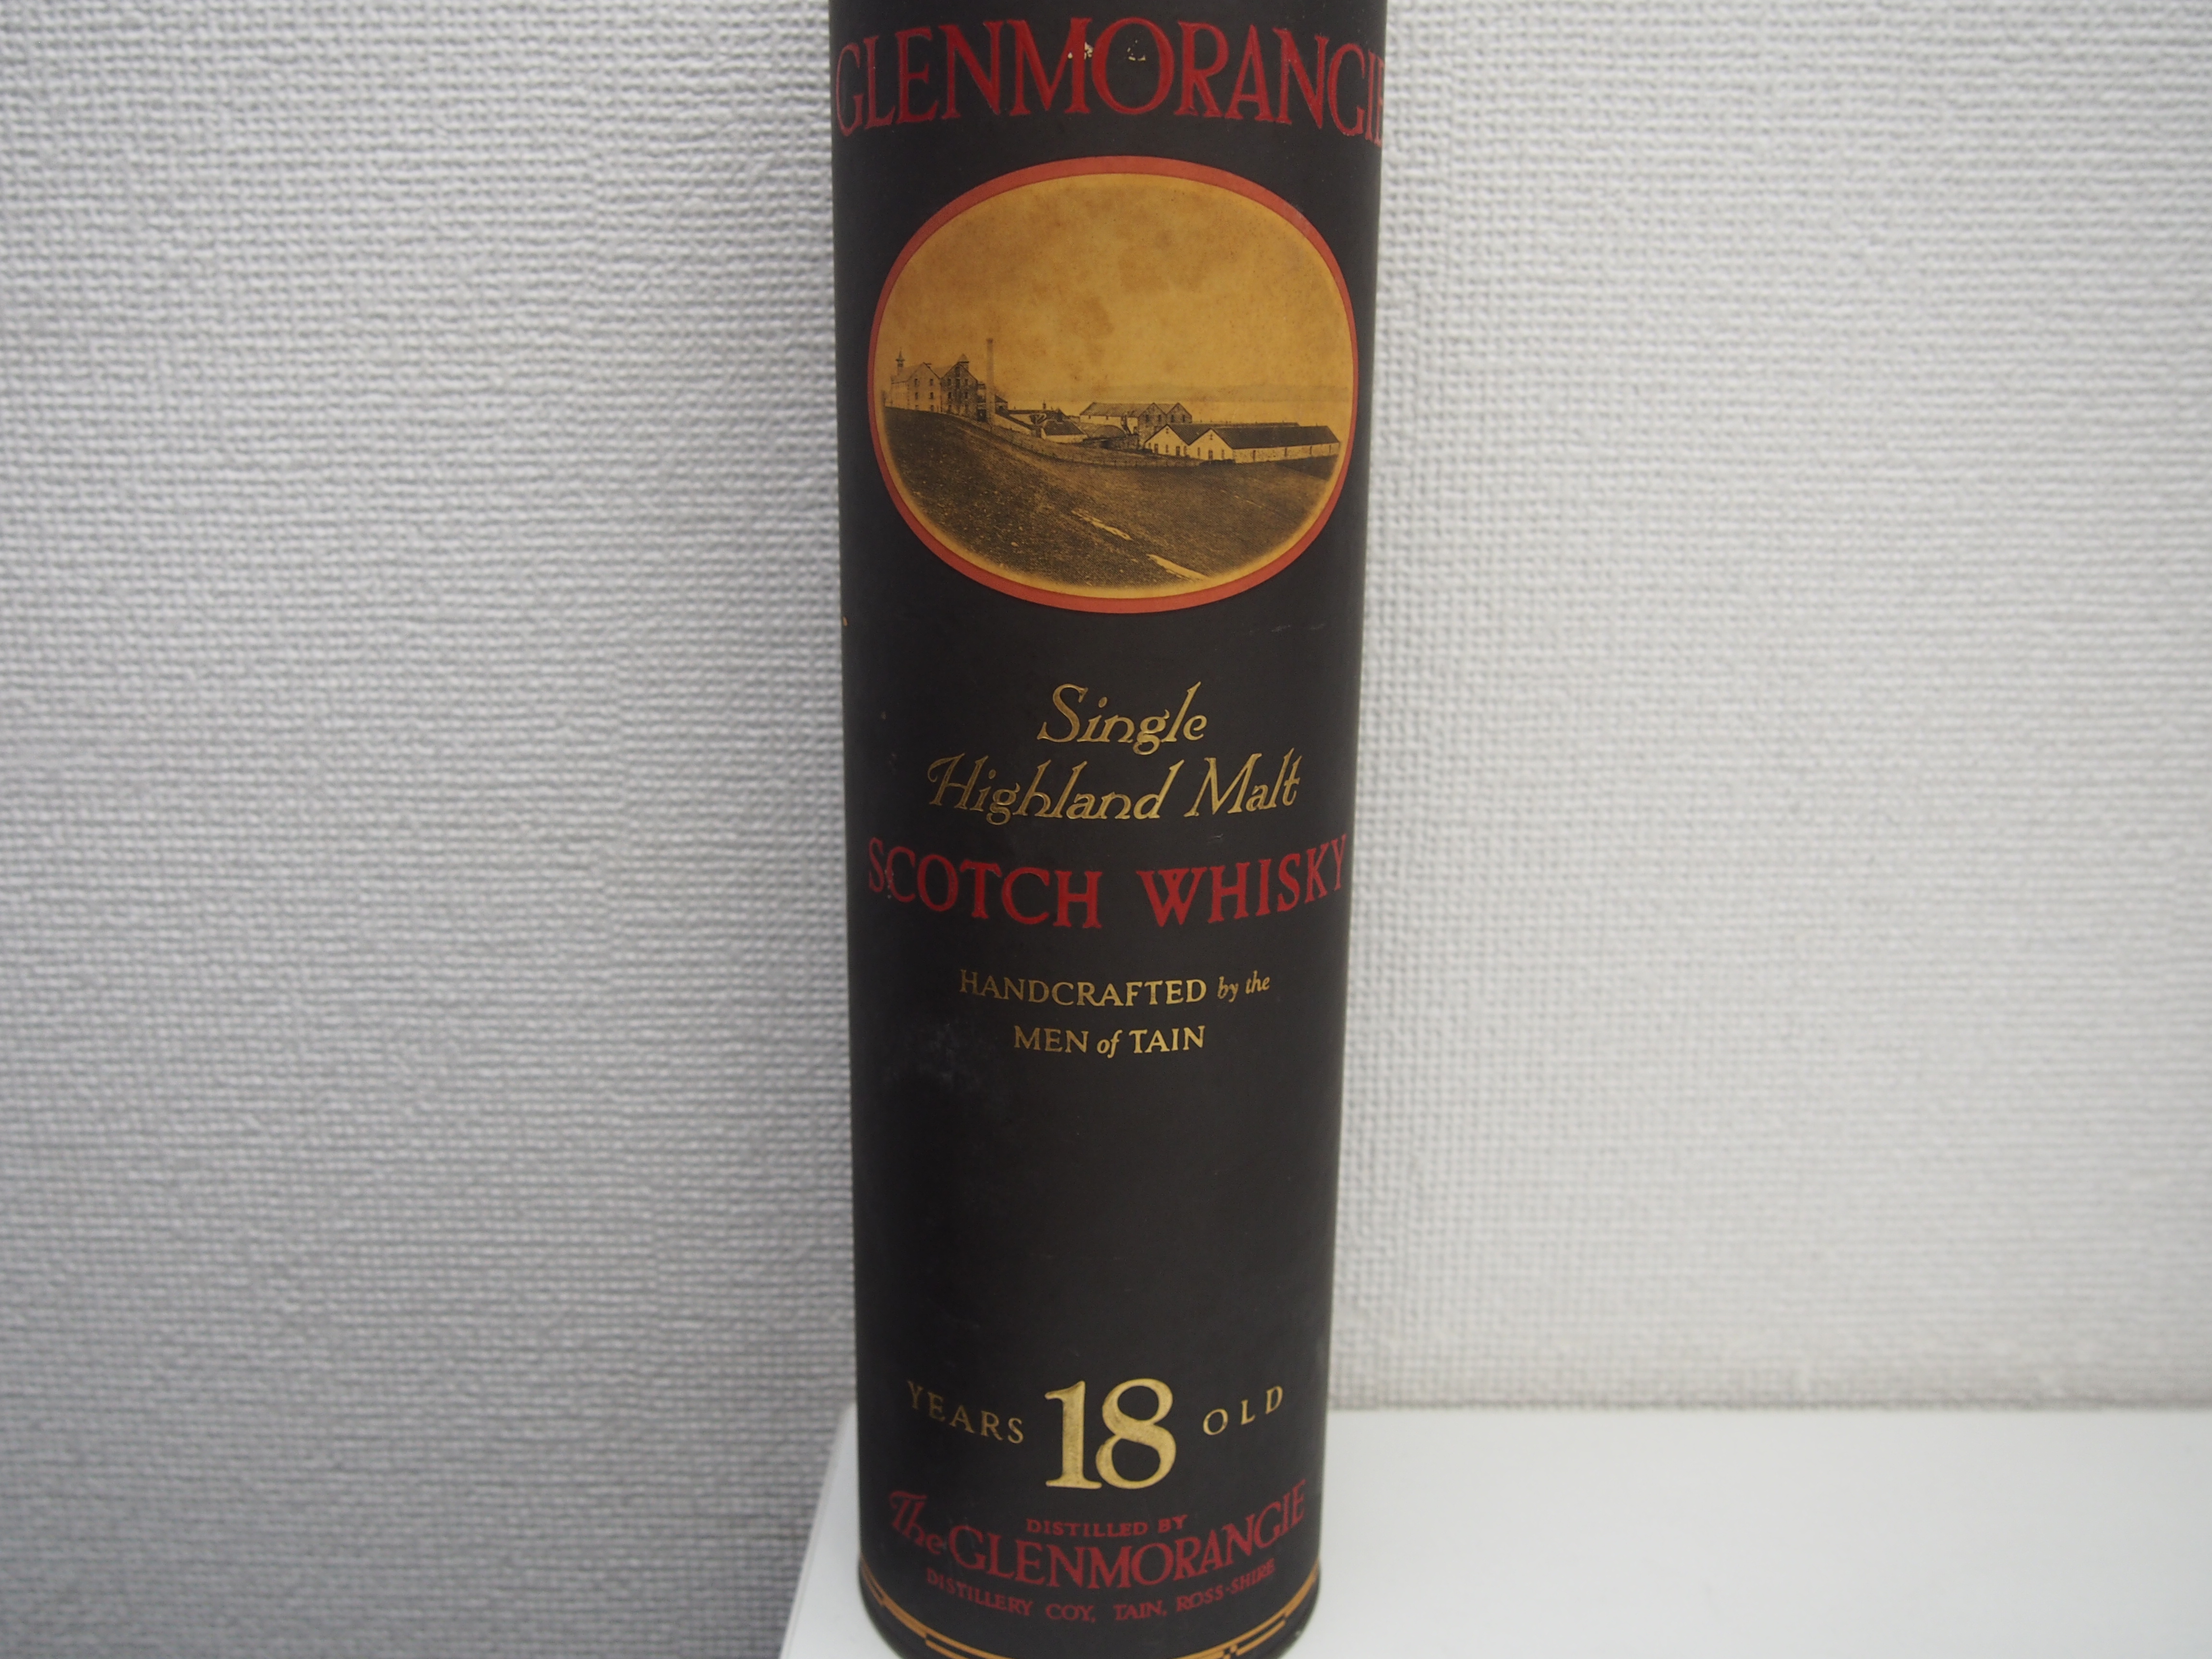 GLENMORANGIE
Single
Highland Malt
SCOTCH WHISKY
HANDCRAFTED by the
MEN of TAIN
YEARS 18 OLD
DISTILLED BY
The GLENMORANGIE
DISTILLERY COY, TAIN, ROSS-SHIRE